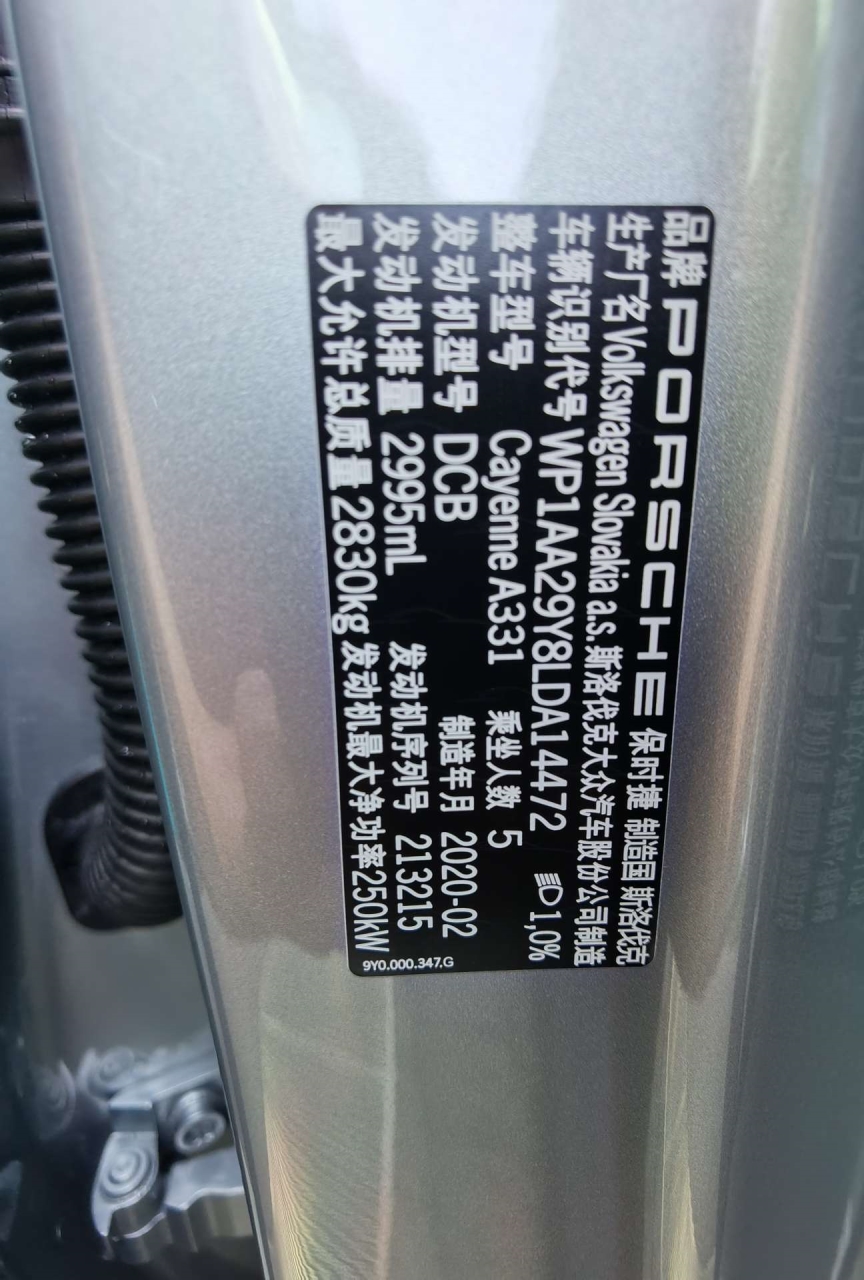 品牌 PORSCHE 保时捷 制造国 斯洛伐克
生产厂名 Volkswagen Slovakia a.s. 斯洛伐克大众汽车股份公司制造
车辆识别代号 WP1AA29Y8LDA14472 1,0%
整车型号 Cayenne A331 乘坐人数 5
发动机型号 DCB 制造年月 2020-02
发动机排量 2995mL 发动机序列号 213215
最大允许总质量 2830kg 发动机最大净功率 250kW
9Y0.000.347.G